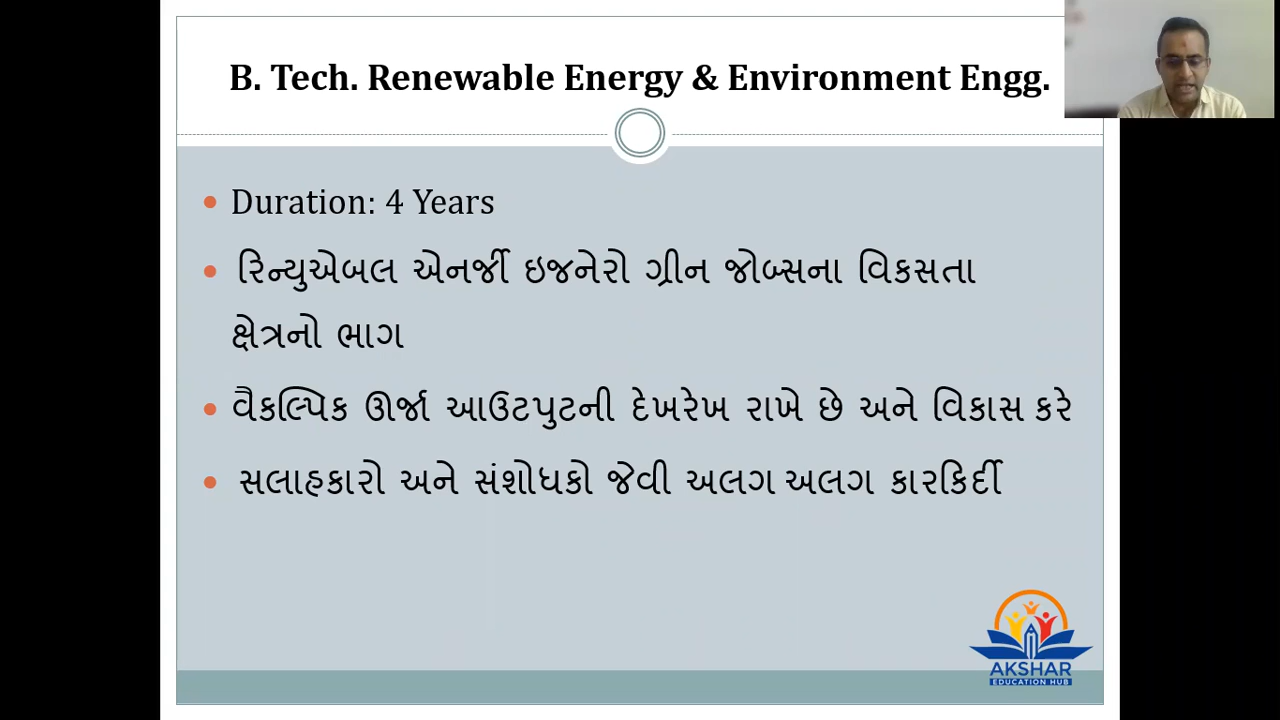 B. Tech. Renewable Energy & Environment Engg.
Duration: 4 Years
રિન્યુએબલ એનર્જી ઇજનેરો ગ્રીન જોબ્સના વિકસતા
ક્ષેત્રનો ભાગ
વૈકલ્પિક ઊર્જા આઉટપુટની દેખરેખ રાખે છે અને વિકાસ કરે
સલાહકારો અને સંશોધકો જેવી અલગ અલગ કારકિર્દી
AKSHAR
EDUCATION HUB